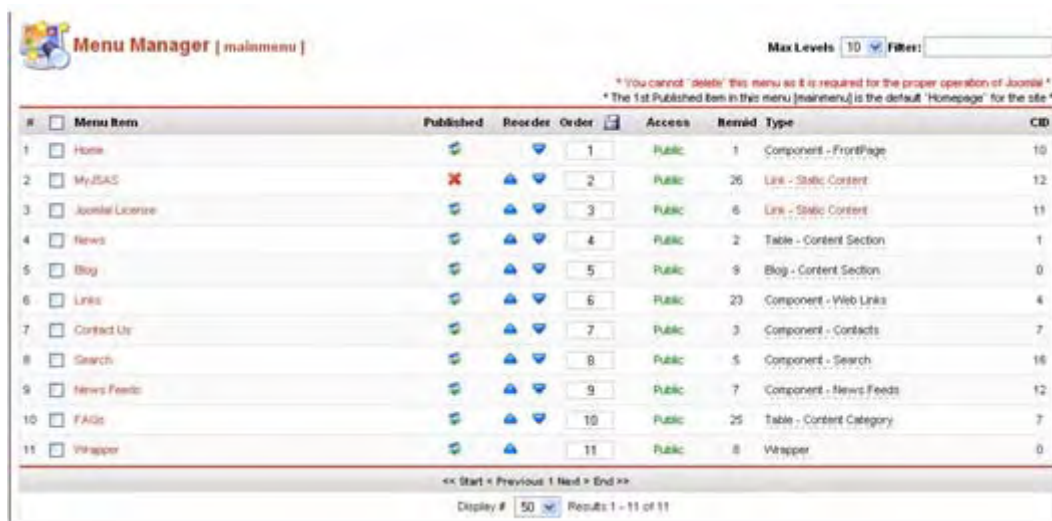 Menu Manager [ mainmenu ]
Max Levels 10 Filter:
* You cannot `delete` this menu as it is required for the proper operation of Joomla! *
* The 1st Published item in this menu [mainmenu] is the default `Homepage` for the site *
# Menu Item Published Reorder Order Access Itemid Type CID
1 Home 1 Public 1 Component - FrontPage 10
2 MyJSAS 2 Public 26 Link - Static Content 12
3 Joomla! License 3 Public 6 Link - Static Content 11
4 News 4 Public 2 Table - Content Section 1
5 Blog 5 Public 9 Blog - Content Section 0
6 Links 6 Public 23 Component - Web Links 4
7 Contact Us 7 Public 3 Component - Contacts 7
8 Search 8 Public 5 Component - Search 16
9 News Feeds 9 Public 7 Component - News Feeds 12
10 FAQs 10 Public 25 Table - Content Category 7
11 Wrapper 11 Public 8 Wrapper 0
<< Start < Previous 1 Next > End >>
Display # 50 Results 1 - 11 of 11